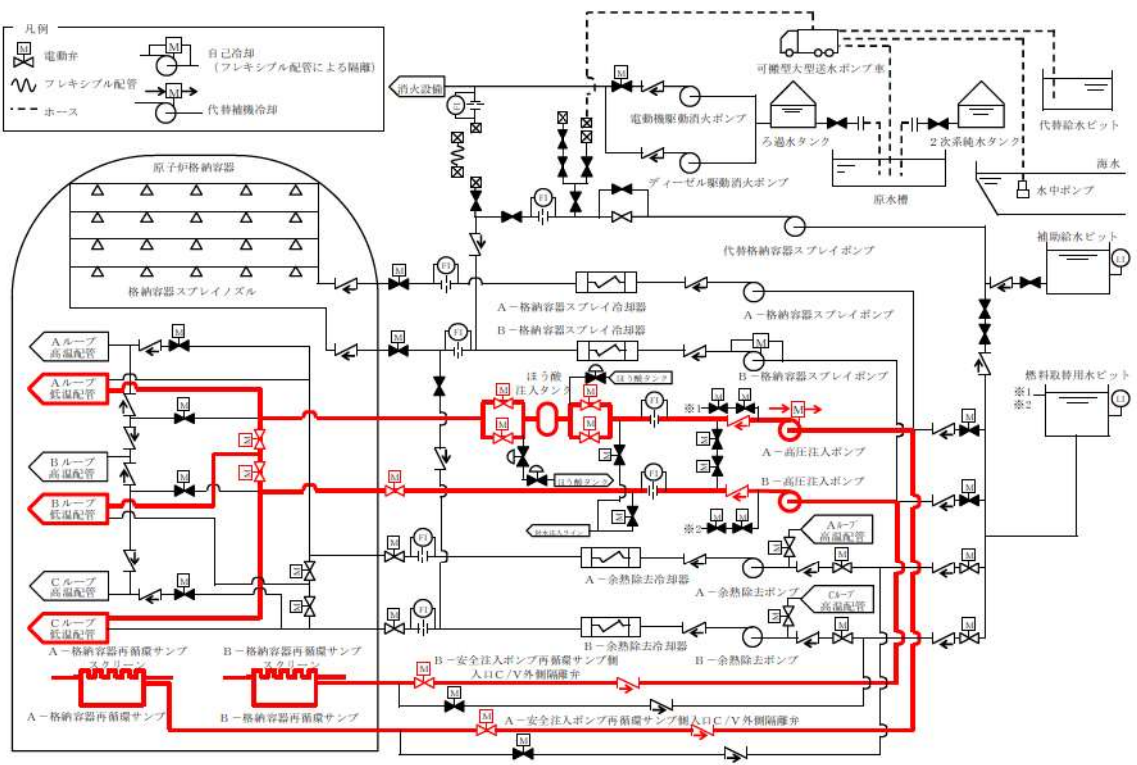 凡例
M
電動弁
フレキシブル配管
ホース
M
自己冷却
(フレキシブル配管による隔離)
M
代替補機冷却
消火設備
FI
M
電動機駆動消火ポンプ
ディーゼル駆動消火ポンプ
可搬型大型送水ポンプ車
ろ過水タンク
2次系純水タンク
原水槽
代替給水ピット
海水
水中ポンプ
FI
代替格納容器スプレイポンプ
補助給水ピット
LI
原子炉格納容器
格納容器スプレイノズル
M
FI
A-格納容器スプレイ冷却器
A-格納容器スプレイポンプ
B-格納容器スプレイ冷却器
M
FI
M
B-格納容器スプレイポンプ
燃料取替用水ピット
※1
※2
LI
Aループ
高温配管
M
Aループ
低温配管
M
Bループ
高温配管
M
Bループ
低温配管
Cループ
高温配管
M
Cループ
低温配管
ほう酸
注入タンク
ほう酸タンク
M
M
M
M
FI
※1
M
M
M
A-高圧注入ポンプ
ほう酸タンク
M
FI
B-高圧注入ポンプ
※2
M
M
M
FI
A-余熱除去冷却器
A-余熱除去ポンプ
Aループ
高温配管
M
M
M
FI
B-余熱除去冷却器
B-余熱除去ポンプ
Cループ
高温配管
M
M
A-格納容器再循環サンプ
スクリーン
B-格納容器再循環サンプ
スクリーン
A-格納容器再循環サンプ
B-格納容器再循環サンプ
B-安全注入ポンプ再循環サンプ側
入口C/V外側隔離弁
M
M
A-安全注入ポンプ再循環サンプ側入口C/V外側隔離弁
M
M